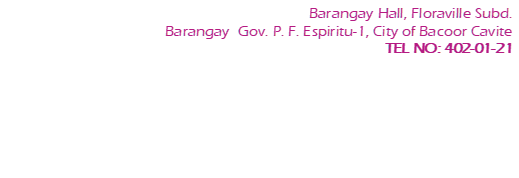 Barangay Hall, Floraville Subd.
Barangay  Gov. P. F. Espiritu-1, City of Bacoor Cavite
TEL NO: 402-01-21